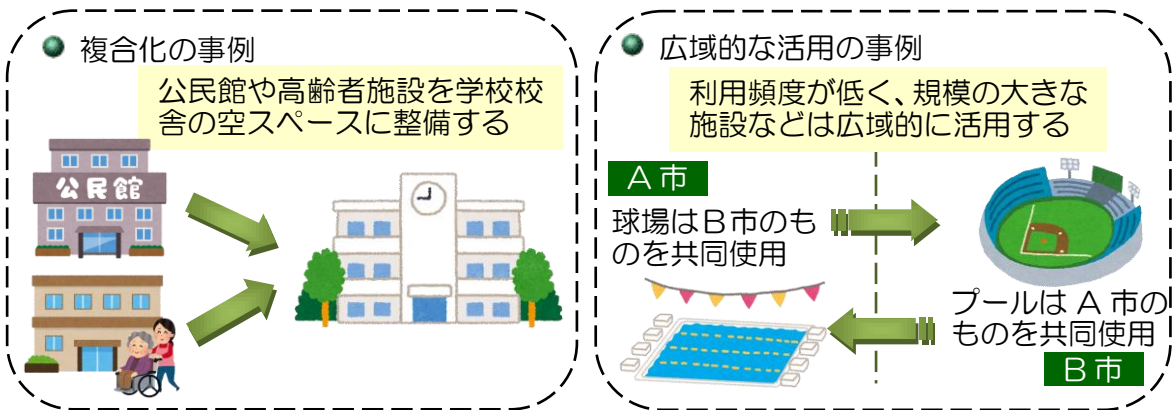 複合化の事例
公民館や高齢者施設を学校校
舎の空スペースに整備する
公民館
広域的な活用の事例
利用頻度が低く、規模の大きな
施設などは広域的に活用する
A市
球場はB市のも
のを共同使用
プールは A 市の
ものを共同使用
B市